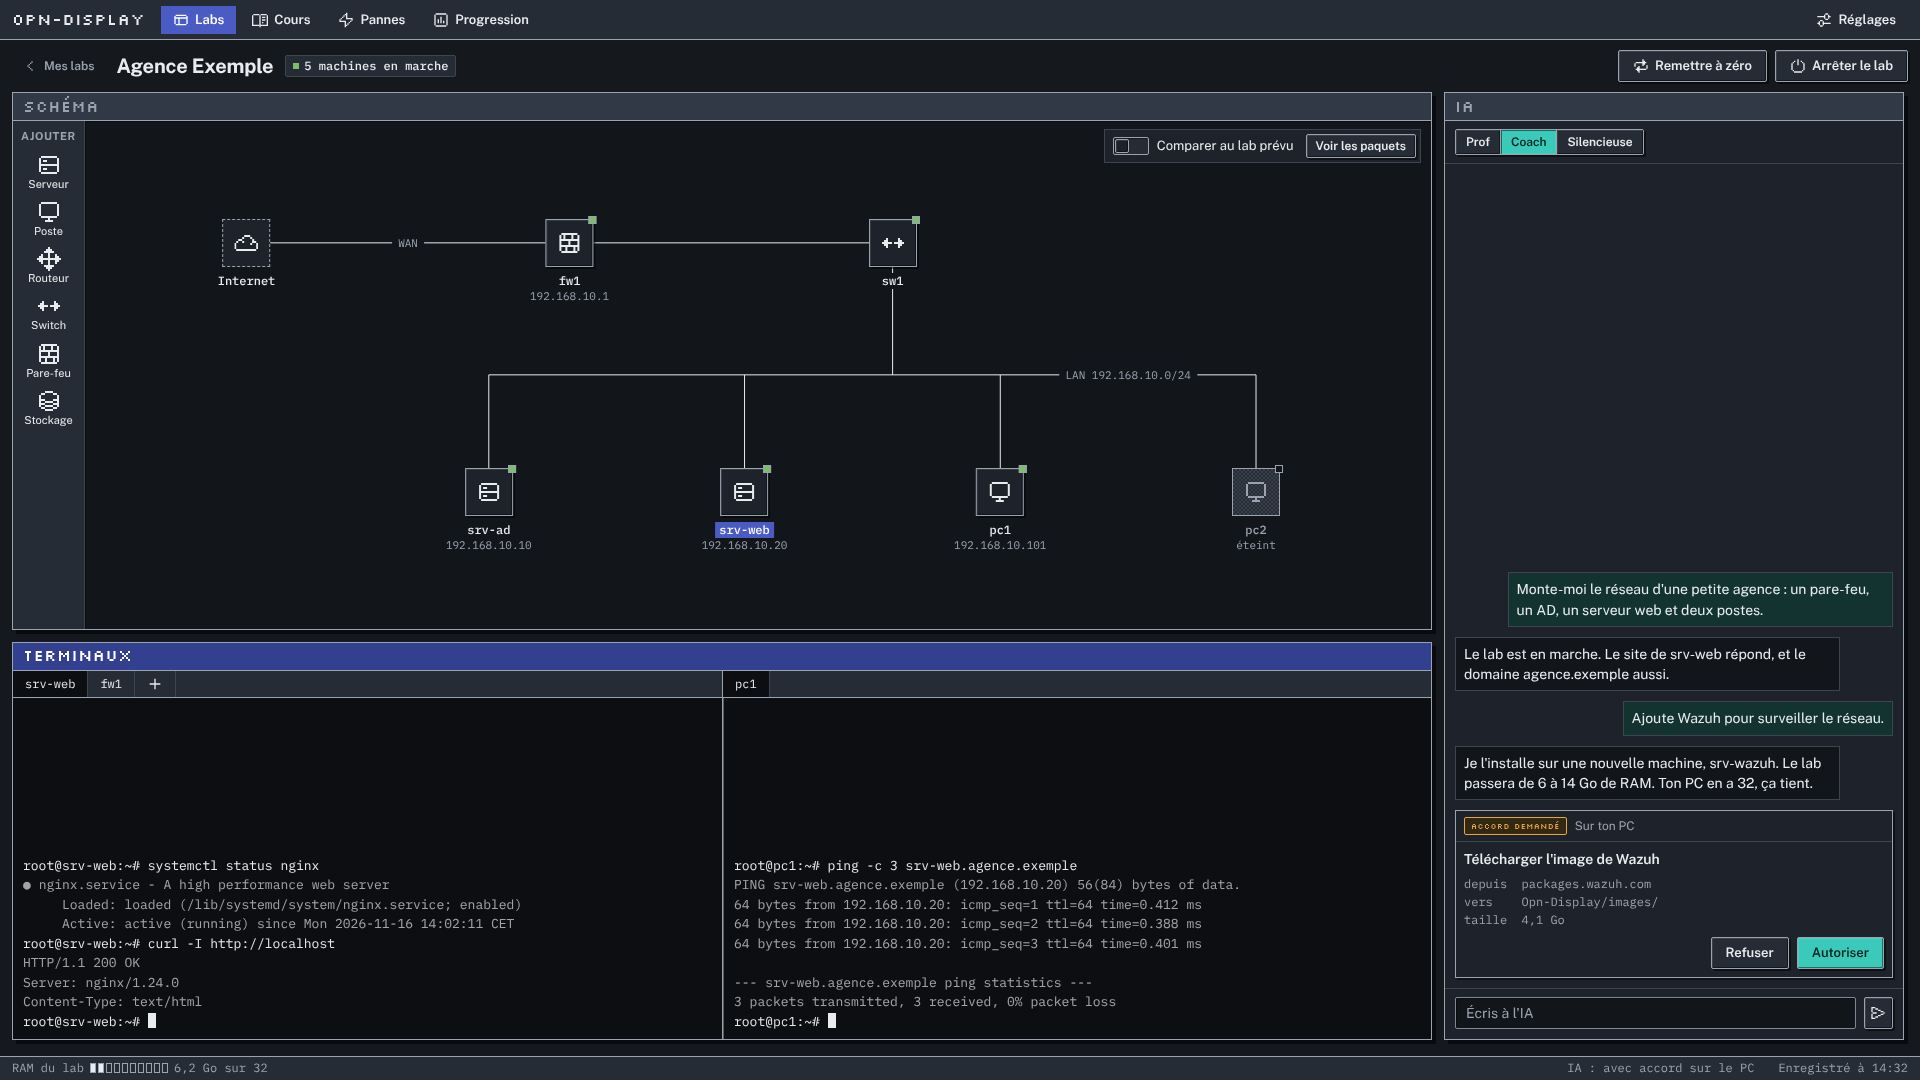 OPN-DISPLAY
Labs
Cours
Pannes
Progression
Réglages
Mes labs
Agence Exemple
5 machines en marche
Remettre à zéro
Arrêter le lab
SCHÉMA
AJOUTER
Serveur
Poste
Routeur
Switch
Pare-feu
Stockage
Comparer au lab prévu
Voir les paquets
WAN
Internet
fw1
192.168.10.1
sw1
LAN 192.168.10.0/24
srv-ad
192.168.10.10
srv-web
192.168.10.20
pc1
192.168.10.101
pc2
éteint
TERMINAUX
srv-web
fw1
+
root@srv-web:~# systemctl status nginx
● nginx.service - A high performance web server
Loaded: loaded (/lib/systemd/system/nginx.service; enabled)
Active: active (running) since Mon 2026-11-16 14:02:11 CET
root@srv-web:~# curl -I http://localhost
HTTP/1.1 200 OK
Server: nginx/1.24.0
Content-Type: text/html
root@srv-web:~#
pc1
root@pc1:~# ping -c 3 srv-web.agence.exemple
PING srv-web.agence.exemple (192.168.10.20) 56(84) bytes of data.
64 bytes from 192.168.10.20: icmp_seq=1 ttl=64 time=0.412 ms
64 bytes from 192.168.10.20: icmp_seq=2 ttl=64 time=0.388 ms
64 bytes from 192.168.10.20: icmp_seq=3 ttl=64 time=0.401 ms
--- srv-web.agence.exemple ping statistics ---
3 packets transmitted, 3 received, 0% packet loss
root@pc1:~#
IA
Prof
Coach
Silencieuse
Monte-moi le réseau d'une petite agence : un pare-feu,
un AD, un serveur web et deux postes.
Le lab est en marche. Le site de srv-web répond, et le
domaine agence.exemple aussi.
Ajoute Wazuh pour surveiller le réseau.
Je l'installe sur une nouvelle machine, srv-wazuh. Le lab
passera de 6 à 14 Go de RAM. Ton PC en a 32, ça tient.
ACCORD DEMANDÉ
Sur ton PC
Télécharger l'image de Wazuh
depuis packages.wazuh.com
vers Opn-Display/images/
taille 4,1 Go
Refuser
Autoriser
Écris à l'IA
RAM du lab
6,2 Go sur 32
IA : avec accord sur le PC
Enregistré à 14:32